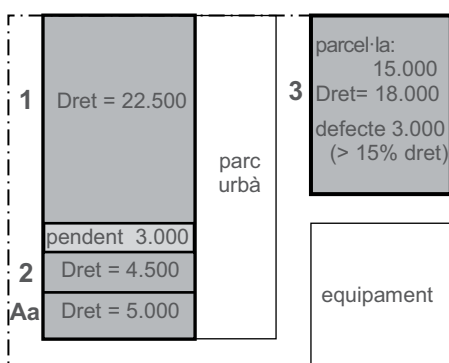 1
Dret = 22.500
pendent 3.000
2
Dret = 4.500
Aa
Dret = 5.000
parc
urbà
3
parcel·la:
15.000
Dret= 18.000
defecte 3.000
(> 15% dret)
equipament